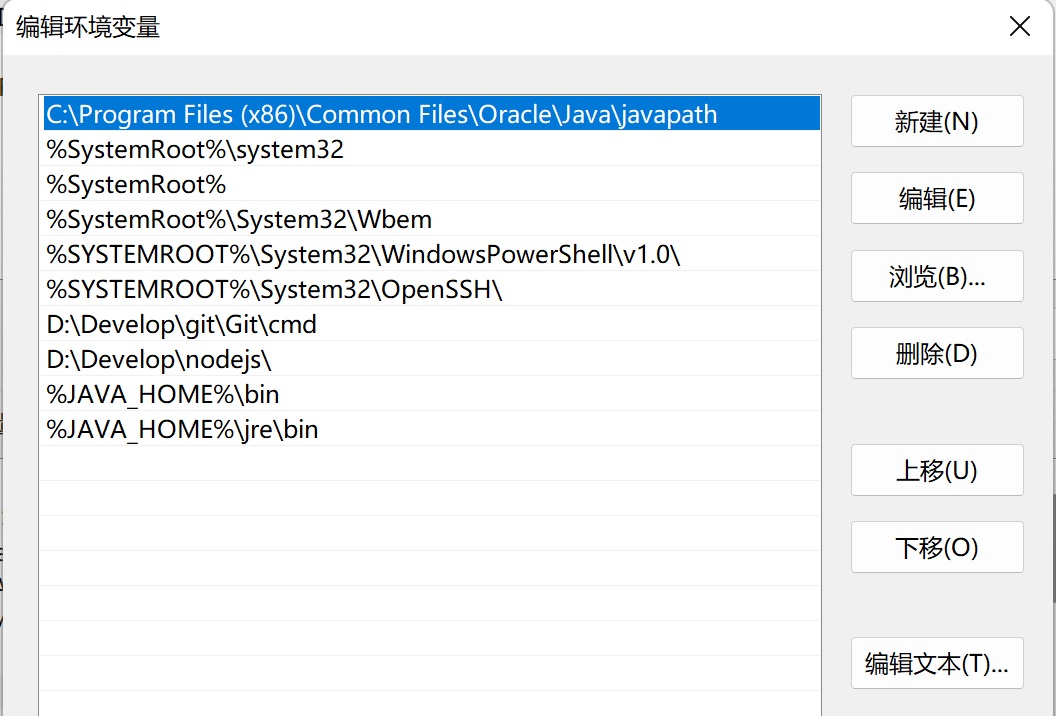 编辑环境变量
C:\Program Files (x86)\Common Files\Oracle\Java\javapath
%SystemRoot%\system32
%SystemRoot%
%SystemRoot%\System32\Wbem
%SYSTEMROOT%\System32\WindowsPowerShell\v1.0\
%SYSTEMROOT%\System32\OpenSSH\
D:\Develop\git\Git\cmd
D:\Develop\nodejs\
%JAVA_HOME%\bin
%JAVA_HOME%\jre\bin
新建(N)
编辑(E)
浏览(B)...
删除(D)
上移(U)
下移(O)
编辑文本(T)...